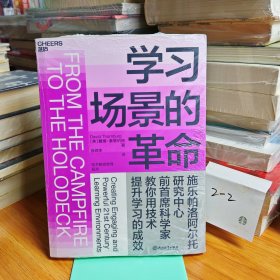 CHEERS
湛庐
FROM THE CAMPFIRE
TO THE HOLODECK
学习
场景的
革命
David Thornburg
Creating Engaging and
Powerful 21st Century
Learning Environments
施乐帕洛阿尔托
研究中心
前首席科学家
教你用技术
提升学习的成效
2-2